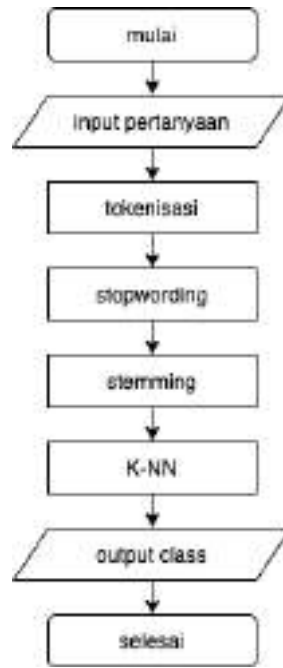 mulai
Input pertanyaan
tokenisasi
stopwording
stemming
K-NN
output class
selesai